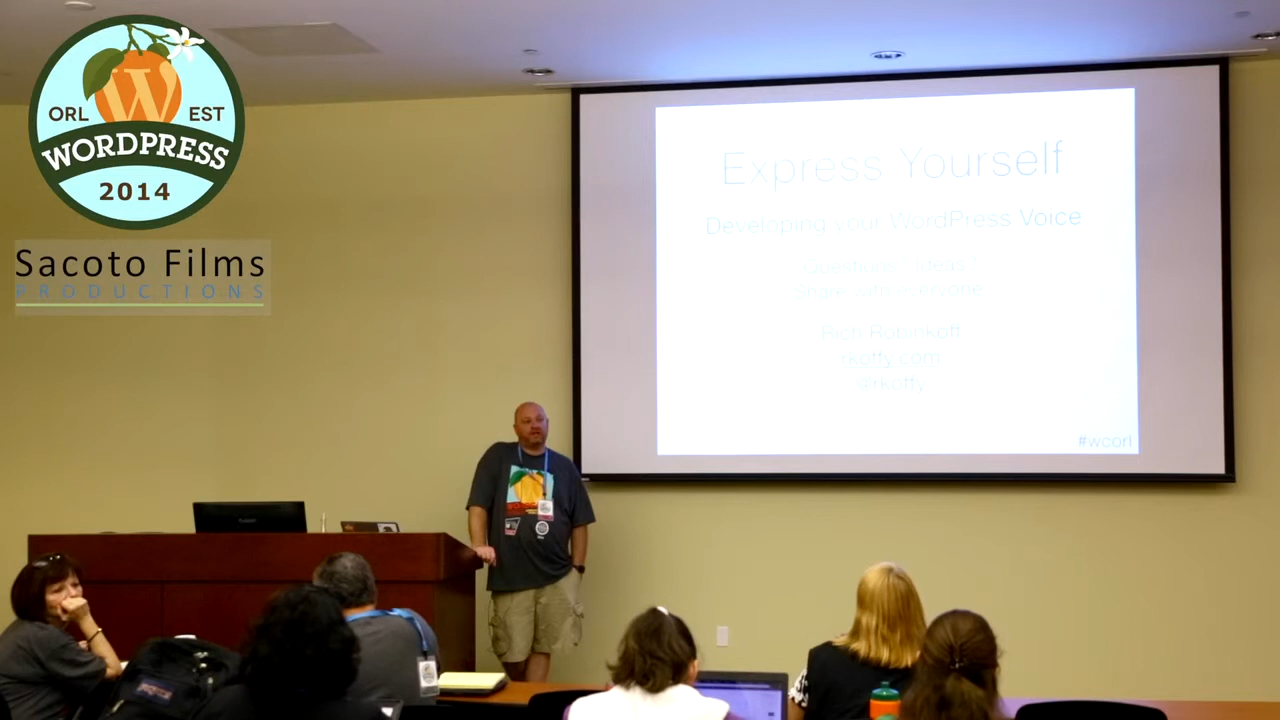 ORL EST
WORDPRESS
2014
Sacoto Films
PRODUCTIONS
Express Yourself
Developing your WordPress Voice
Questions? Ideas?
Share with everyone
Rich
rkoffy.com
@rkoffy
#wcorl